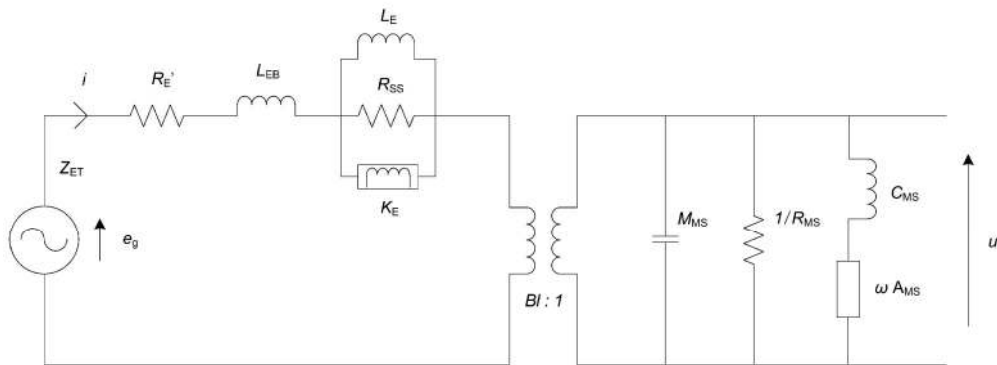 L_E
i
R_E'
L_EB
R_SS
Z_ET
K_E
e_g
Bl : 1
M_MS
1/R_MS
C_MS
ω A_MS
u